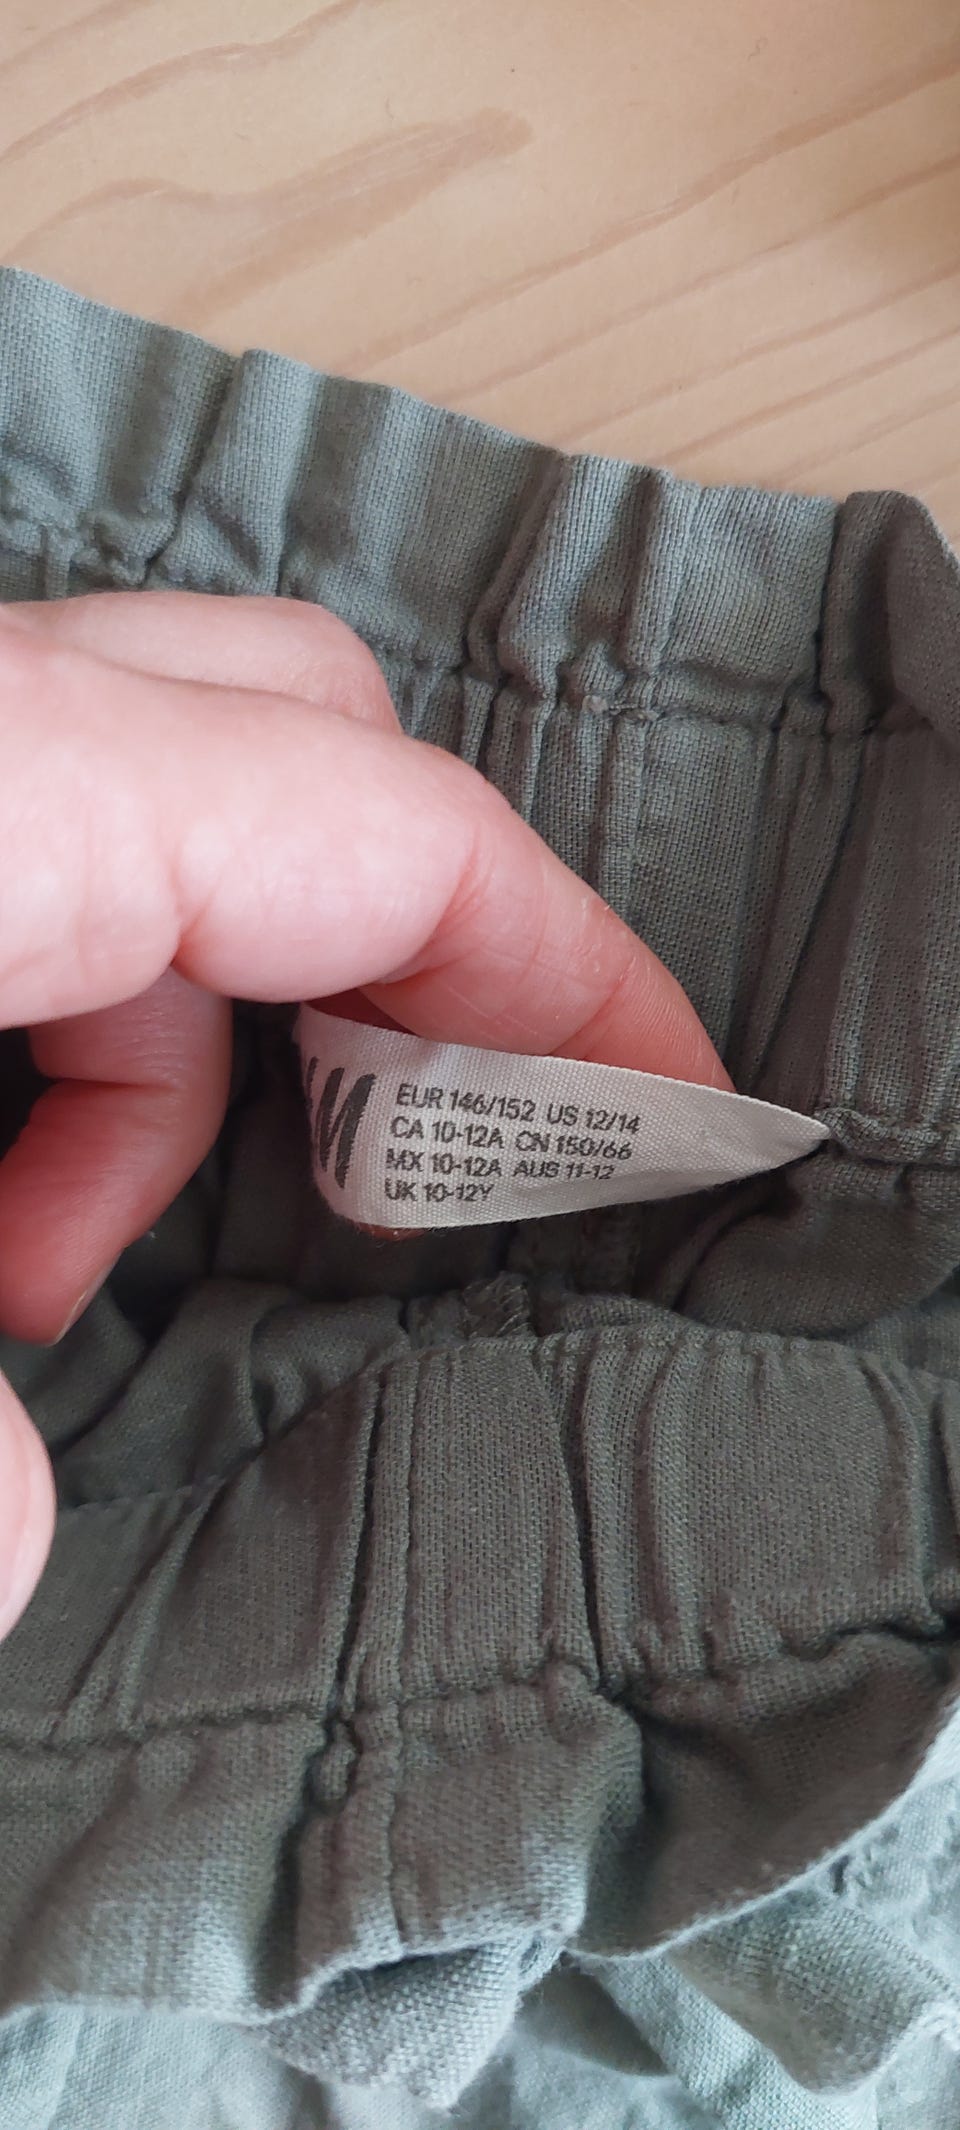 EUR 146/152 US 12/14
CA 10-12A CN 150/66
MX 10-12A AUS 11-12
UK 10-12Y